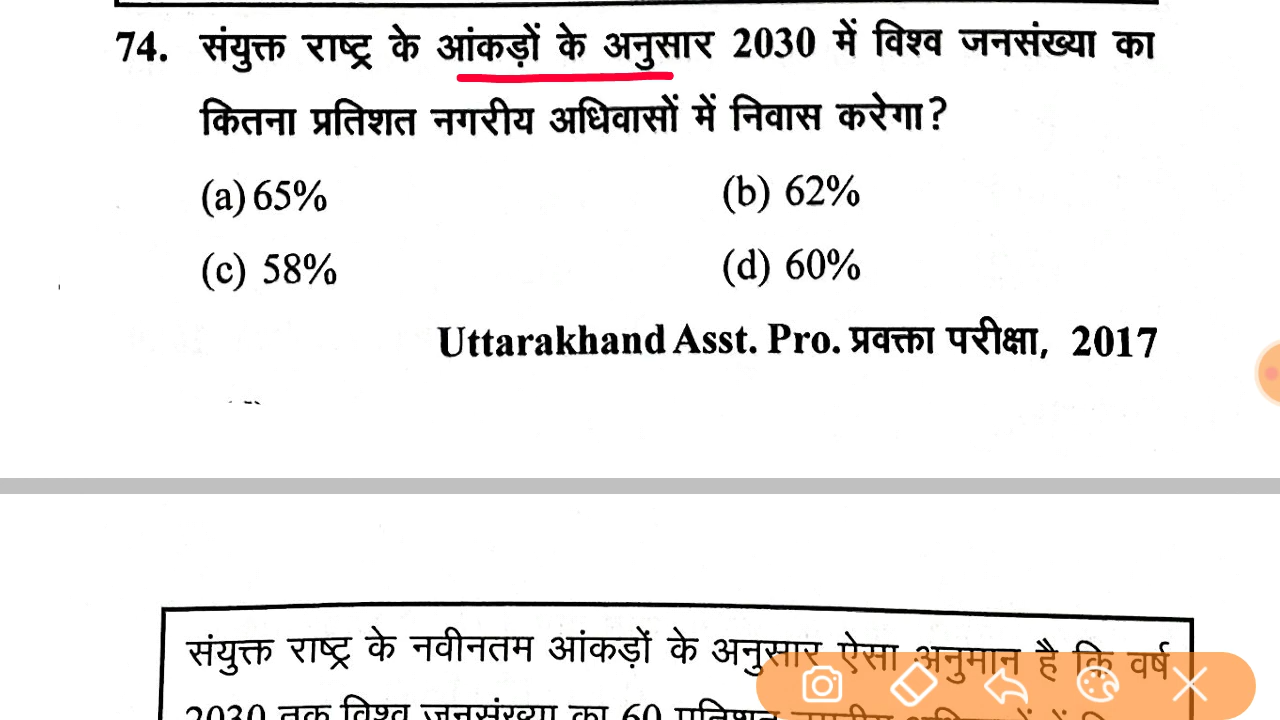 74. संयुक्त राष्ट्र के आंकड़ों के अनुसार 2030 में विश्व जनसंख्या का
कितना प्रतिशत नगरीय अधिवासों में निवास करेगा?
(a) 65% (b) 62%
(c) 58% (d) 60%
Uttarakhand Asst. Pro. प्रवक्ता परीक्षा, 2017
संयुक्त राष्ट्र के नवीनतम आंकड़ों के अनुसार ऐसा अनुमान है कि वर्ष
2030 तक विश्व जनसंख्या का 60 प्रतिशत नगरीय